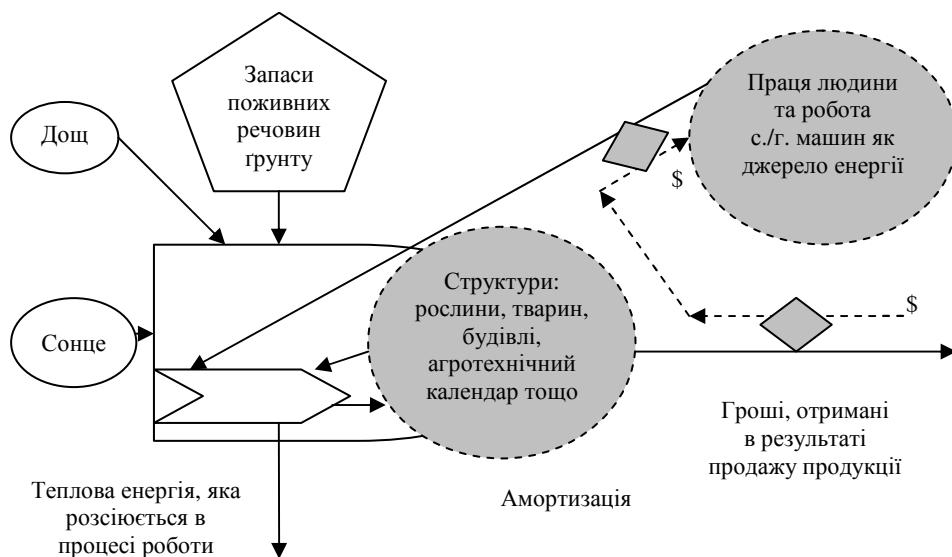 Запаси
поживних
речовин
ґрунту
Дощ
Праця людини
та робота
с./г. машин як
джерело енергії
$
Структури:
рослини, тварин,
будівлі,
агротехнічний
календар тощо
$
Сонце
Гроші, отримані
в результаті
продажу продукції
Теплова енергія, яка
розсіюється в
процесі роботи
Амортизація